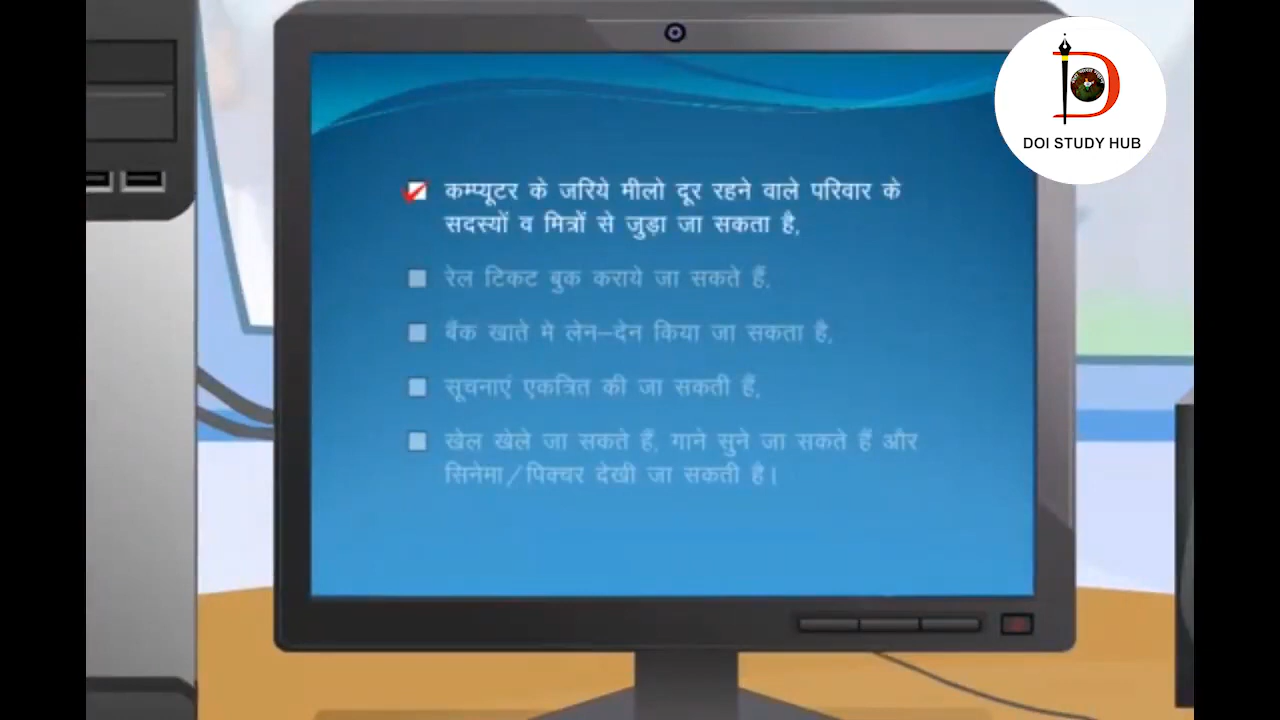 कम्प्यूटर के जरिये मीलो दूर रहने वाले परिवार के
सदस्यों व मित्रों से जुड़ा जा सकता है,
रेल टिकट बुक कराये जा सकते हैं,
बैंक खाते मे लेन–देन किया जा सकता है,
सूचनाएं एकत्रित की जा सकती हैं,
खेल खेले जा सकते हैं, गाने सुने जा सकते हैं और
सिनेमा/पिक्चर देखी जा सकती है।
DOI STUDY HUB